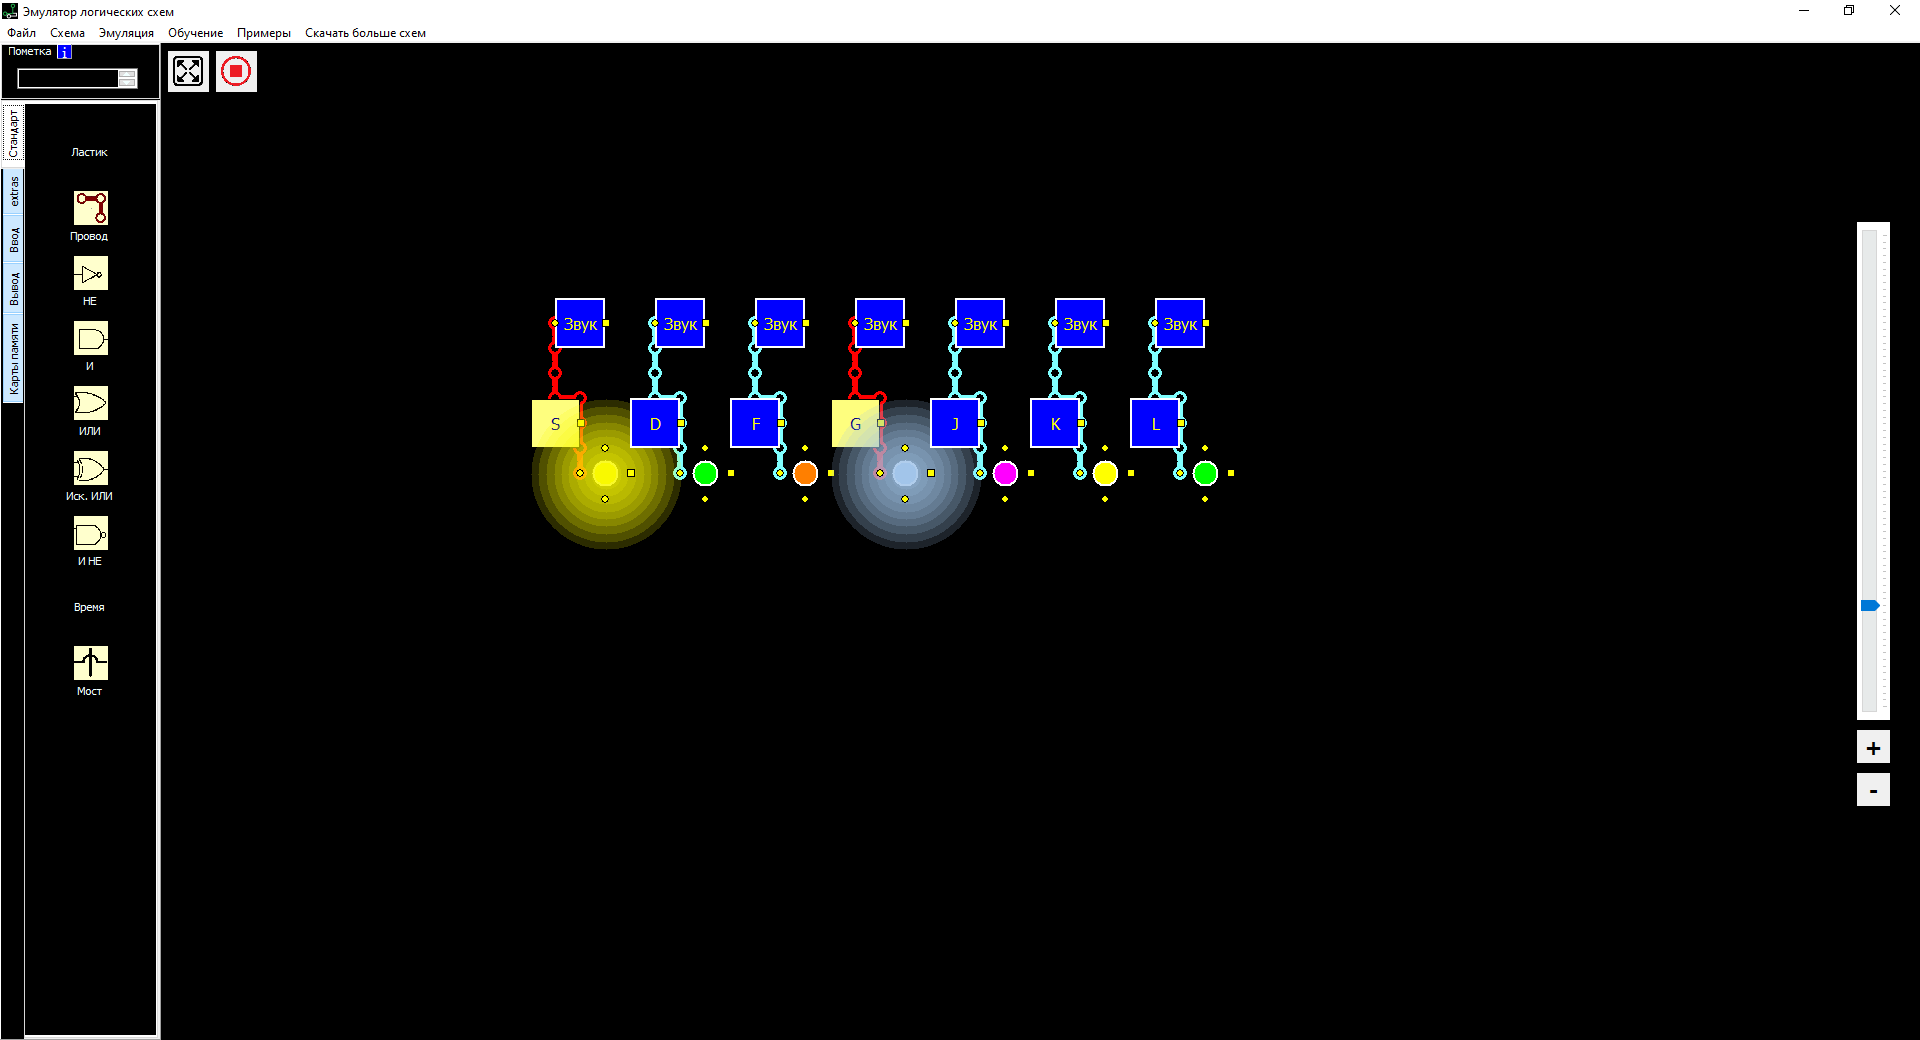 Эмулятор логических схем
Файл Схема Эмуляция Обучение Примеры Скачать больше схем
Пометка i
Стандарт
extras
Ввод
Вывод
Карты памяти
Ластик
Провод
НЕ
И
ИЛИ
Иск. ИЛИ
И НЕ
Время
Мост
Звук Звук Звук Звук Звук Звук Звук
S D F G J K L
+
-